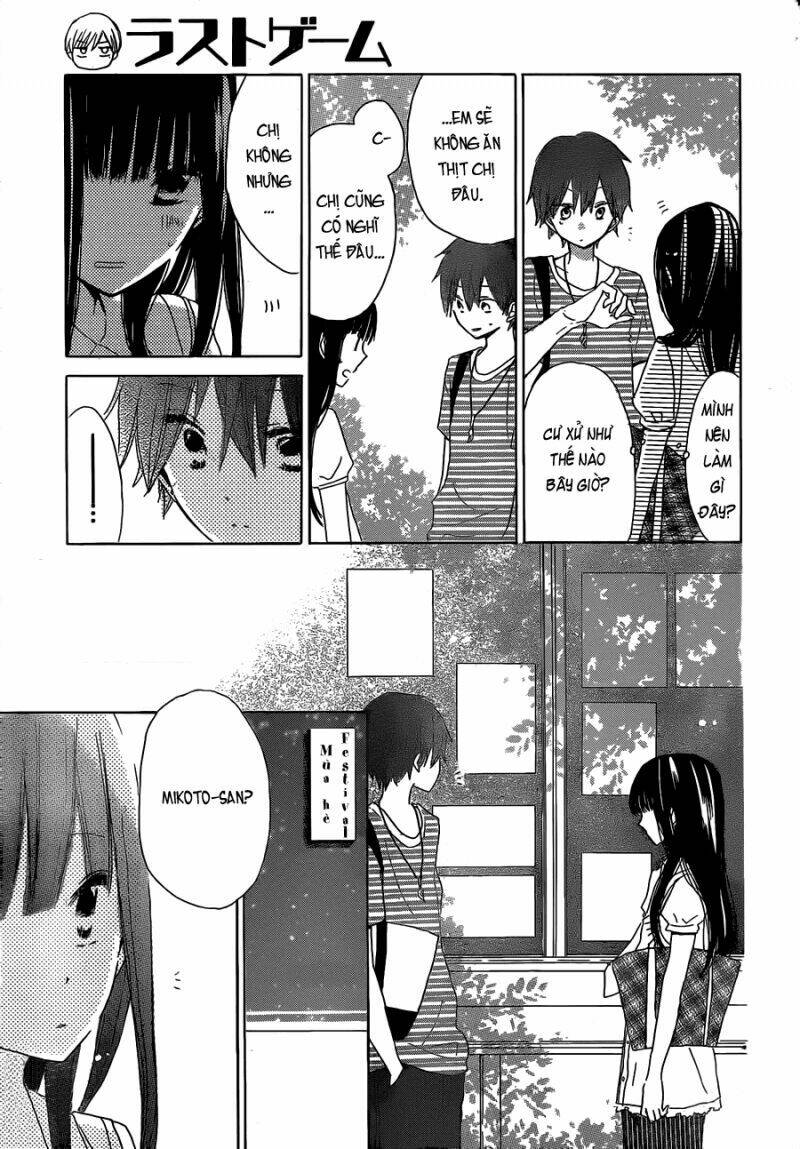 ラストゲーム
MÌNH
NÊN
LÀM
GÌ
ĐÂY?
CƯ XỬ NHƯ
THẾ NÀO
BÂY GIỜ?
...EM SẼ
KHÔNG ĂN
THỊT CHỊ
ĐÂU.
C-
CHỊ CŨNG
CÓ NGHĨ
THẾ ĐÂU...
CHỊ
KHÔNG
NHƯNG
...
...!
Festival
Mùa hè
MIKOTO-SAN?